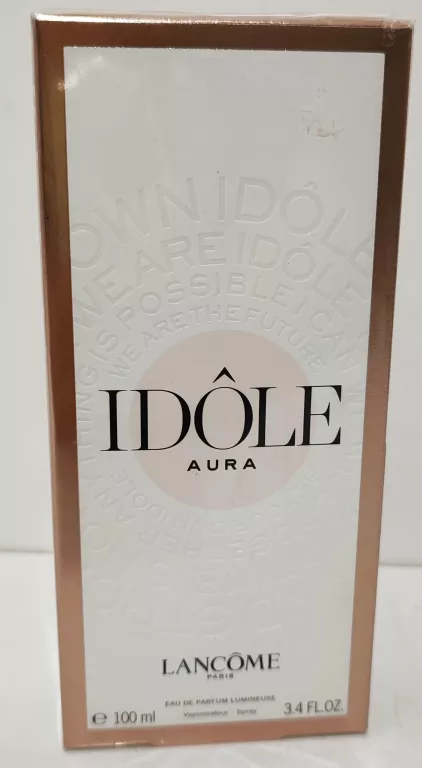 OWN IDÔLE
WE ARE IDÔLE
THING IS POSSIBLE I CAN
WE ARE THE FUTURE
IDÔLE
AURA
LANCÔME
PARIS
EAU DE PARFUM LUMINEUSE
e 100 ml Vaporisateur - Spray 3.4 FL.OZ.